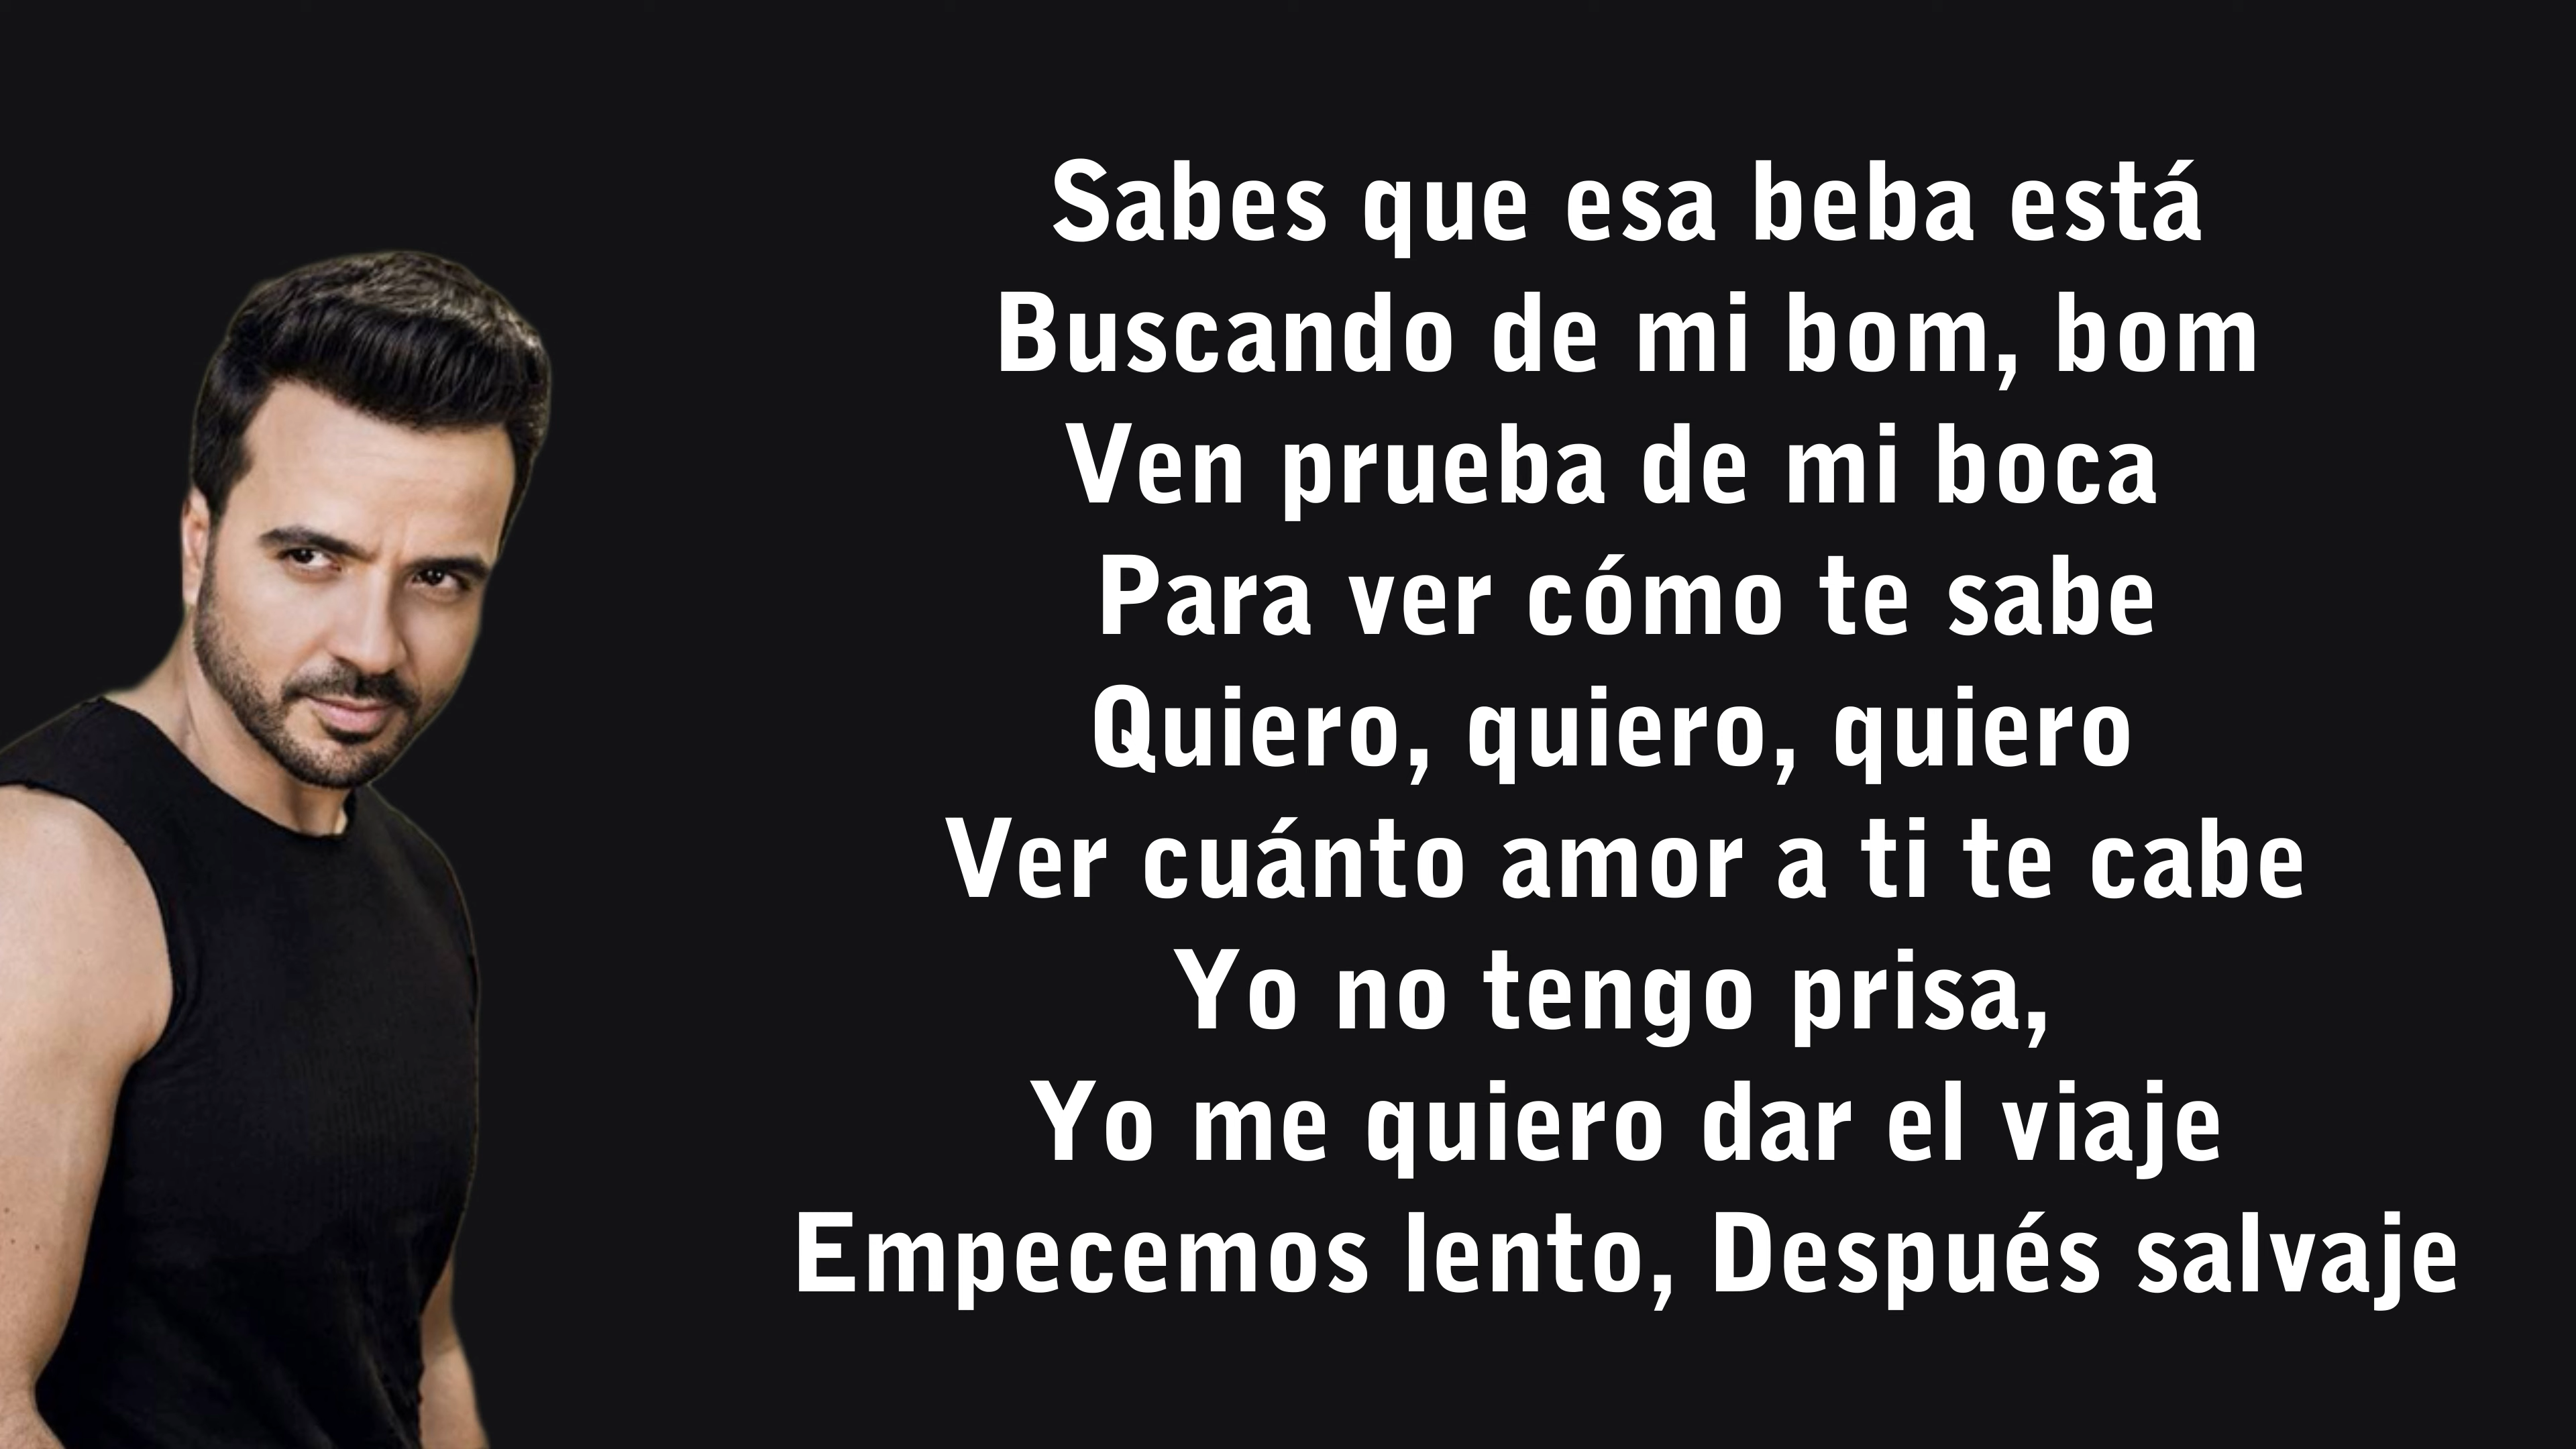 Sabes que esa beba está
Buscando de mi bom, bom
Ven prueba de mi boca
Para ver cómo te sabe
Quiero, quiero, quiero
Ver cuánto amor a ti te cabe
Yo no tengo prisa,
Yo me quiero dar el viaje
Empecemos lento, Después salvaje